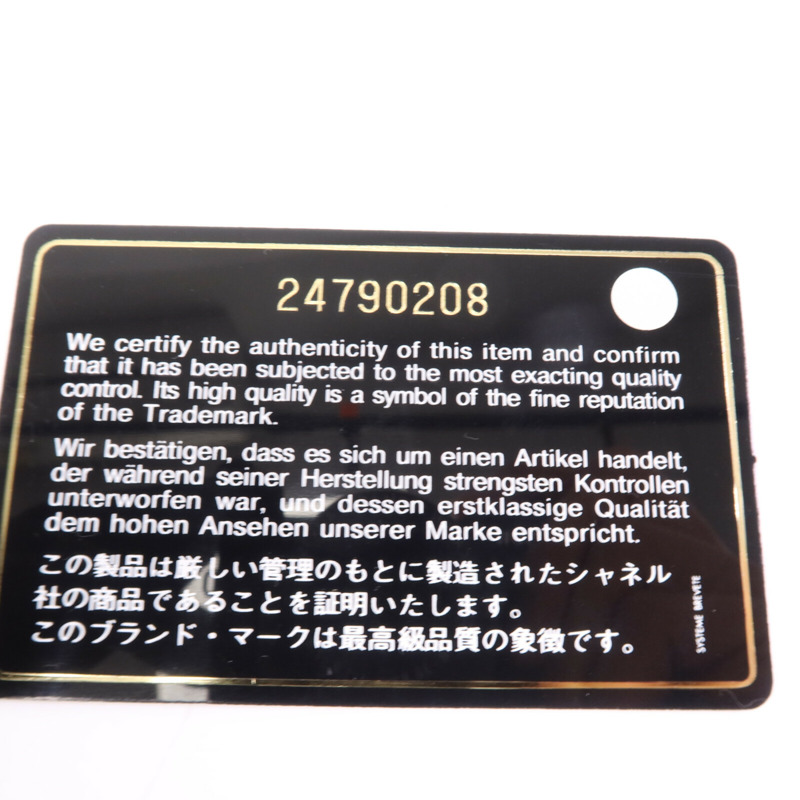 24790208
We certify the authenticity of this item and confirm
that it has been subjected to the most exacting quality
control. Its high quality is a symbol of the fine reputation
of the Trademark.
Wir bestätigen, dass es sich um einen Artikel handelt,
der während seiner Herstellung strengsten Kontrollen
unterworfen war, und dessen erstklassige Qualität
dem hohen Ansehen unserer Marke entspricht.
この製品は厳しい管理のもとに製造されたシャネル
社の商品であることを証明いたします。
このブランド・マークは最高級品質の象徴です。
SYSTEME BREVETE